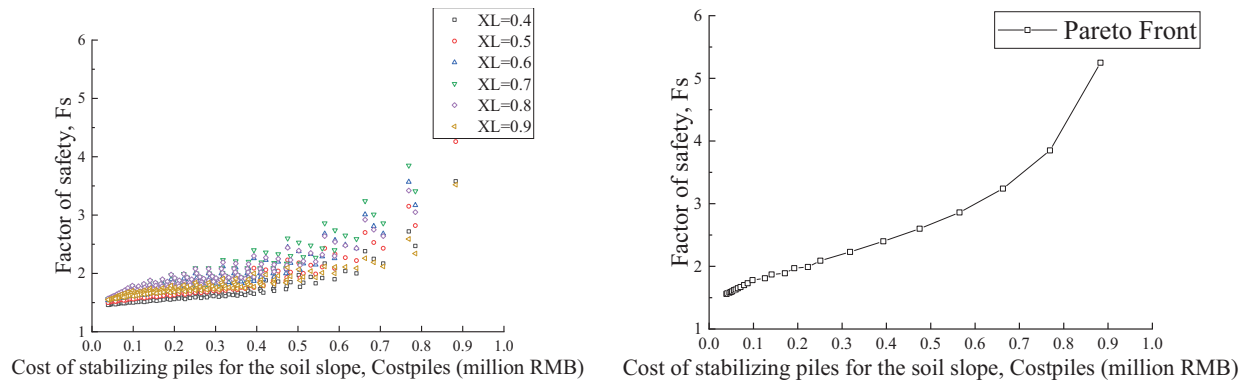 XL=0.4
XL=0.5
XL=0.6
XL=0.7
XL=0.8
XL=0.9
6
5
4
3
2
1
Factor of safety, Fs
0.0 0.1 0.2 0.3 0.4 0.5 0.6 0.7 0.8 0.9 1.0
Cost of stabilizing piles for the soil slope, Costpiles (million RMB)
Pareto Front
6
5
4
3
2
1
Factor of safety, Fs
0.0 0.1 0.2 0.3 0.4 0.5 0.6 0.7 0.8 0.9 1.0
Cost of stabilizing piles for the soil slope, Costpiles (million RMB)